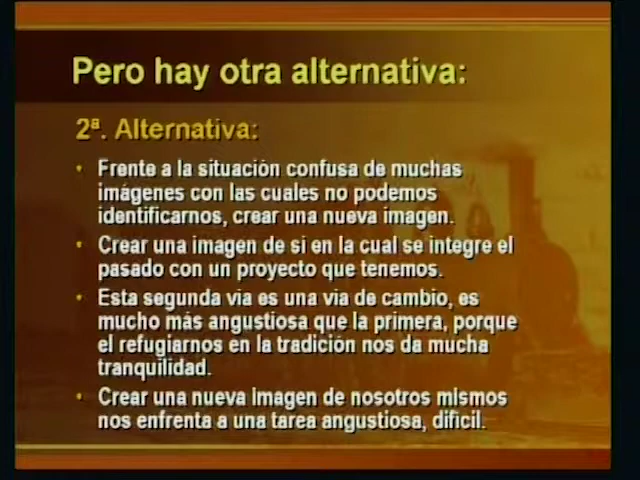 Pero hay otra alternativa:
2ª. Alternativa:
• Frente a la situación confusa de muchas
imágenes con las cuales no podemos
identificarnos, crear una nueva imagen.
• Crear una imagen de sí en la cual se integre el
pasado con un proyecto que tenemos.
• Esta segunda vía es una vía de cambio, es
mucho más angustiosa que la primera, porque
el refugiarnos en la tradición nos da mucha
tranquilidad.
• Crear una nueva imagen de nosotros mismos
nos enfrenta a una tarea angustiosa, difícil.